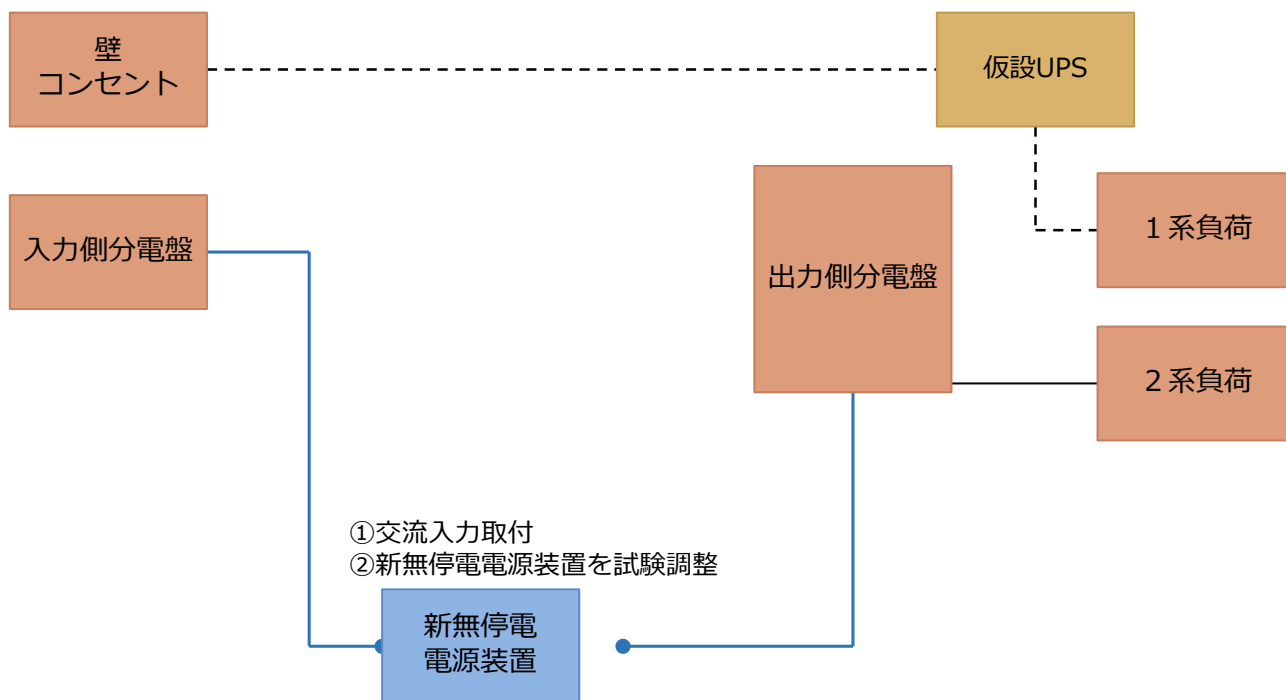 壁
コンセント
仮設UPS
入力側分電盤
出力側分電盤
１系負荷
２系負荷
①交流入力取付
②新無停電電源装置を試験調整
新無停電
電源装置